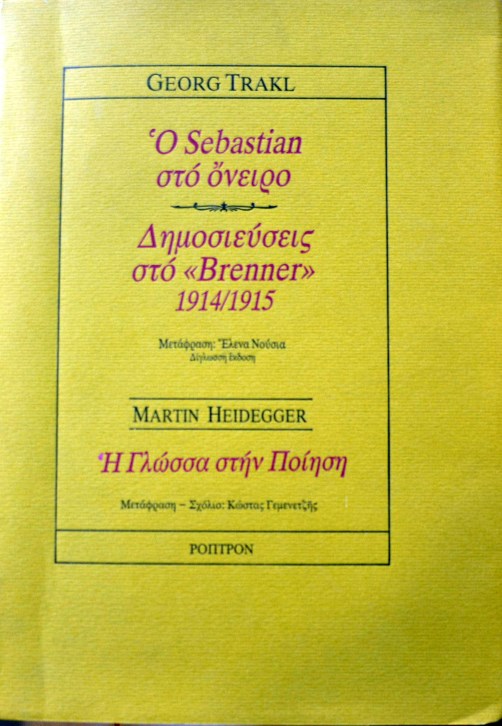 GEORG TRAKL
Ὁ Sebastian
στό ὄνειρο
Δημοσιεύσεις
στό «Brenner»
1914/1915
Μετάφραση: Ἕλενα Νούσια
Δίγλωσση ἔκδοση
MARTIN HEIDEGGER
Ἡ Γλώσσα στήν Ποίηση
Μετάφραση – Σχόλιο: Κώστας Γεμενετζῆς
ΡΟΠΤΡΟΝ